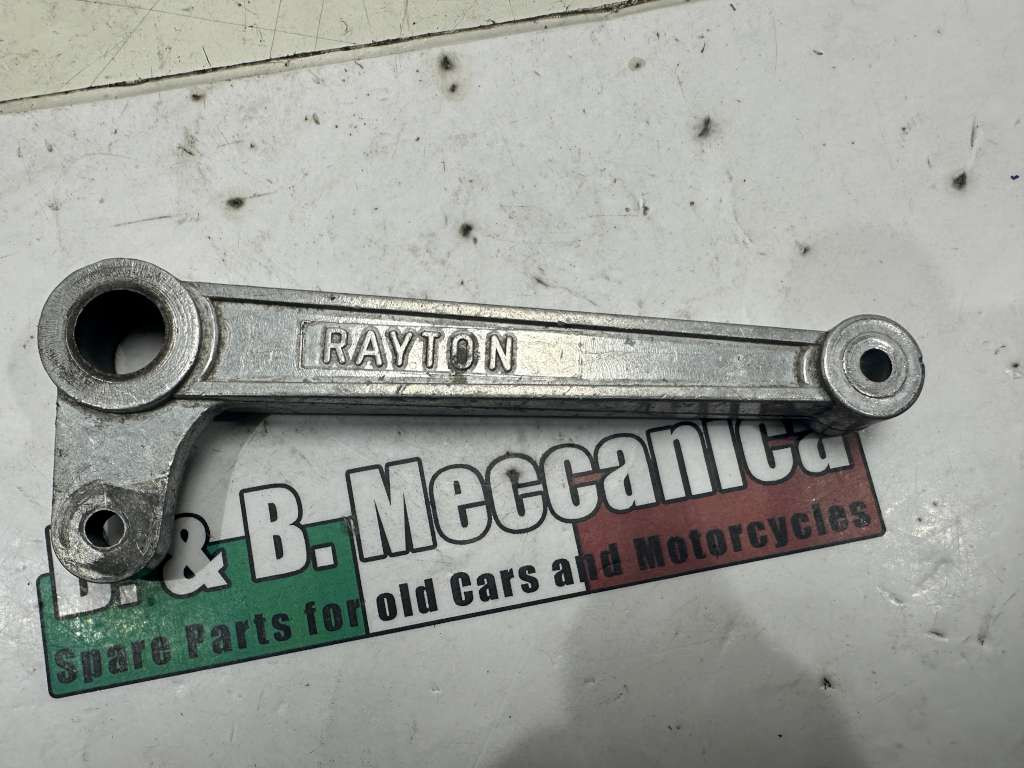 RAYTON
B. & B. Meccanica
Spare Parts for old Cars and Motorcycles